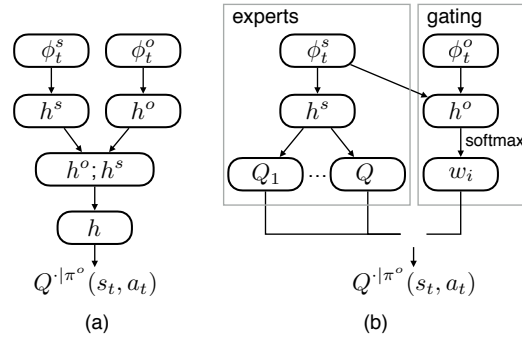 experts
gating
ϕ_t^s
ϕ_t^o
ϕ_t^s
ϕ_t^o
h^s
h^o
h^s
h^o
softmax
h^o; h^s
Q_1
...
Q
w_i
h
Q^{·|π^o}(s_t, a_t)
Q^{·|π^o}(s_t, a_t)
(a)
(b)